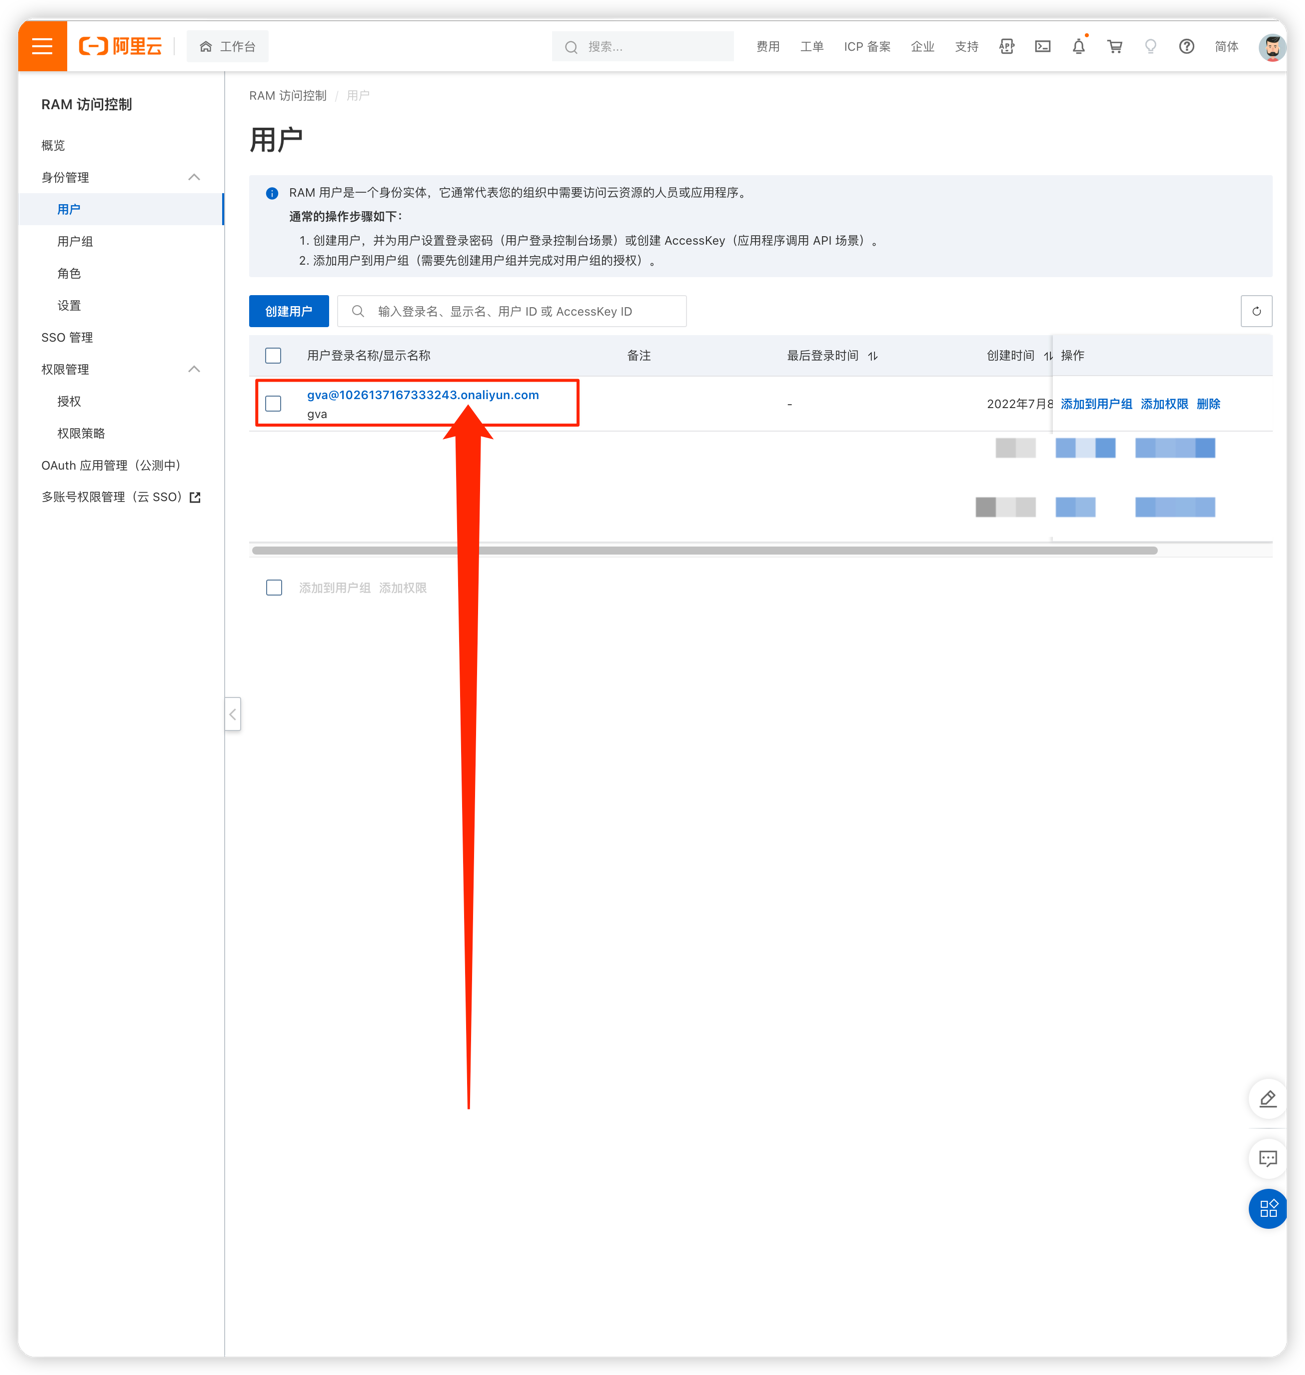 阿里云
工作台
搜索...
费用
工单
ICP 备案
企业
支持
简体
RAM 访问控制
概览
身份管理
用户
用户组
角色
设置
SSO 管理
权限管理
授权
权限策略
OAuth 应用管理（公测中）
多账号权限管理（云 SSO）
RAM 访问控制 / 用户
用户
RAM 用户是一个身份实体，它通常代表您的组织中需要访问云资源的人员或应用程序。
通常的操作步骤如下：
1. 创建用户，并为用户设置登录密码（用户登录控制台场景）或创建 AccessKey（应用程序调用 API 场景）。
2. 添加用户到用户组（需要先创建用户组并完成对用户组的授权）。
创建用户
输入登录名、显示名、用户 ID 或 AccessKey ID
用户登录名称/显示名称
备注
最后登录时间
创建时间
操作
gva@1026137167333243.onaliyun.com
gva
-
2022年7月8
添加到用户组 添加权限 删除
添加到用户组 添加权限